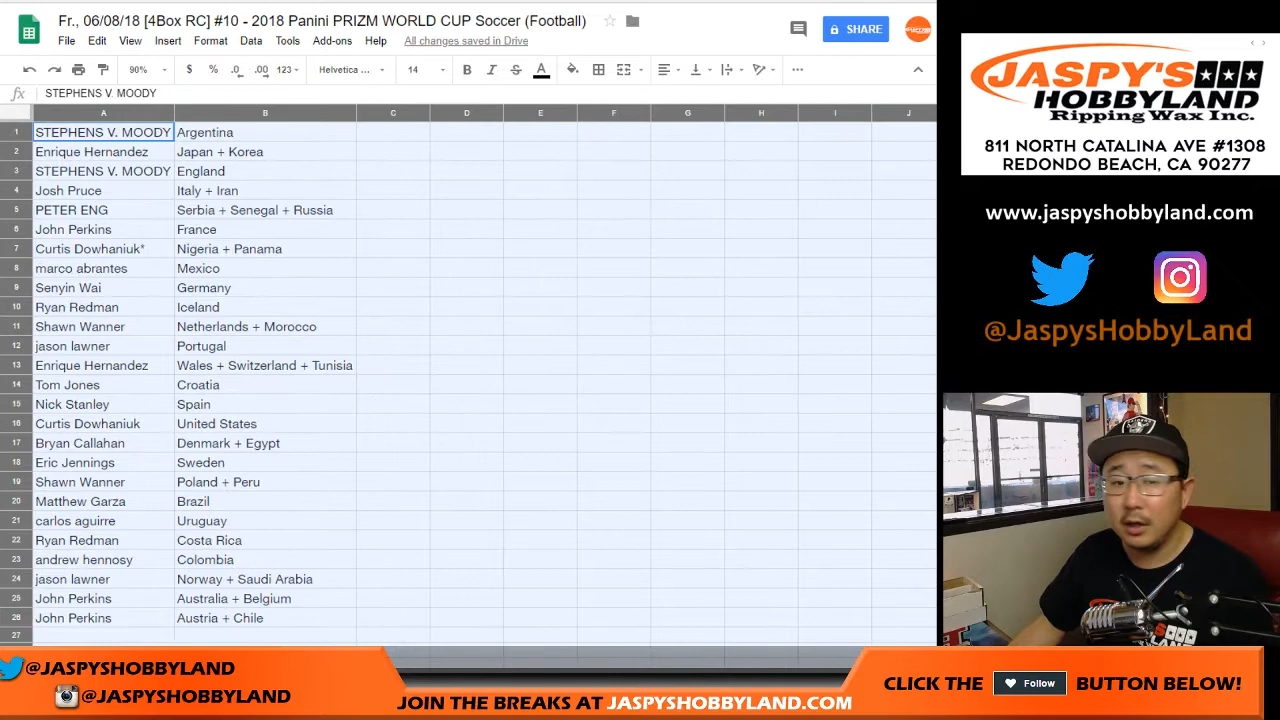 Fr., 06/08/18 [4Box RC] #10 - 2018 Panini PRIZM WORLD CUP Soccer (Football)
File Edit View Insert Format Data Tools Add-ons Help All changes saved in Drive
SHARE
90% $ % .0 .00 123 Helvetica ... 14 B I S A
fx STEPHENS V. MOODY
A B C D E F G H I J
1 STEPHENS V. MOODY Argentina
2 Enrique Hernandez Japan + Korea
3 STEPHENS V. MOODY England
4 Josh Pruce Italy + Iran
5 PETER ENG Serbia + Senegal + Russia
6 John Perkins France
7 Curtis Dowhaniuk* Nigeria + Panama
8 marco abrantes Mexico
9 Senyin Wai Germany
10 Ryan Redman Iceland
11 Shawn Wanner Netherlands + Morocco
12 jason lawner Portugal
13 Enrique Hernandez Wales + Switzerland + Tunisia
14 Tom Jones Croatia
15 Nick Stanley Spain
16 Curtis Dowhaniuk United States
17 Bryan Callahan Denmark + Egypt
18 Eric Jennings Sweden
19 Shawn Wanner Poland + Peru
20 Matthew Garza Brazil
21 carlos aguirre Uruguay
22 Ryan Redman Costa Rica
23 andrew hennosy Colombia
24 jason lawner Norway + Saudi Arabia
25 John Perkins Australia + Belgium
26 John Perkins Austria + Chile
27
JASPY'S
HOBBYLAND
Ripping Wax Inc.
811 NORTH CATALINA AVE #1308
REDONDO BEACH, CA 90277
www.jaspyshobbyland.com
@JaspysHobbyLand
@JASPYSHOBBYLAND
@JASPYSHOBBYLAND
JOIN THE BREAKS AT JASPYSHOBBYLAND.COM
CLICK THE Follow BUTTON BELOW!